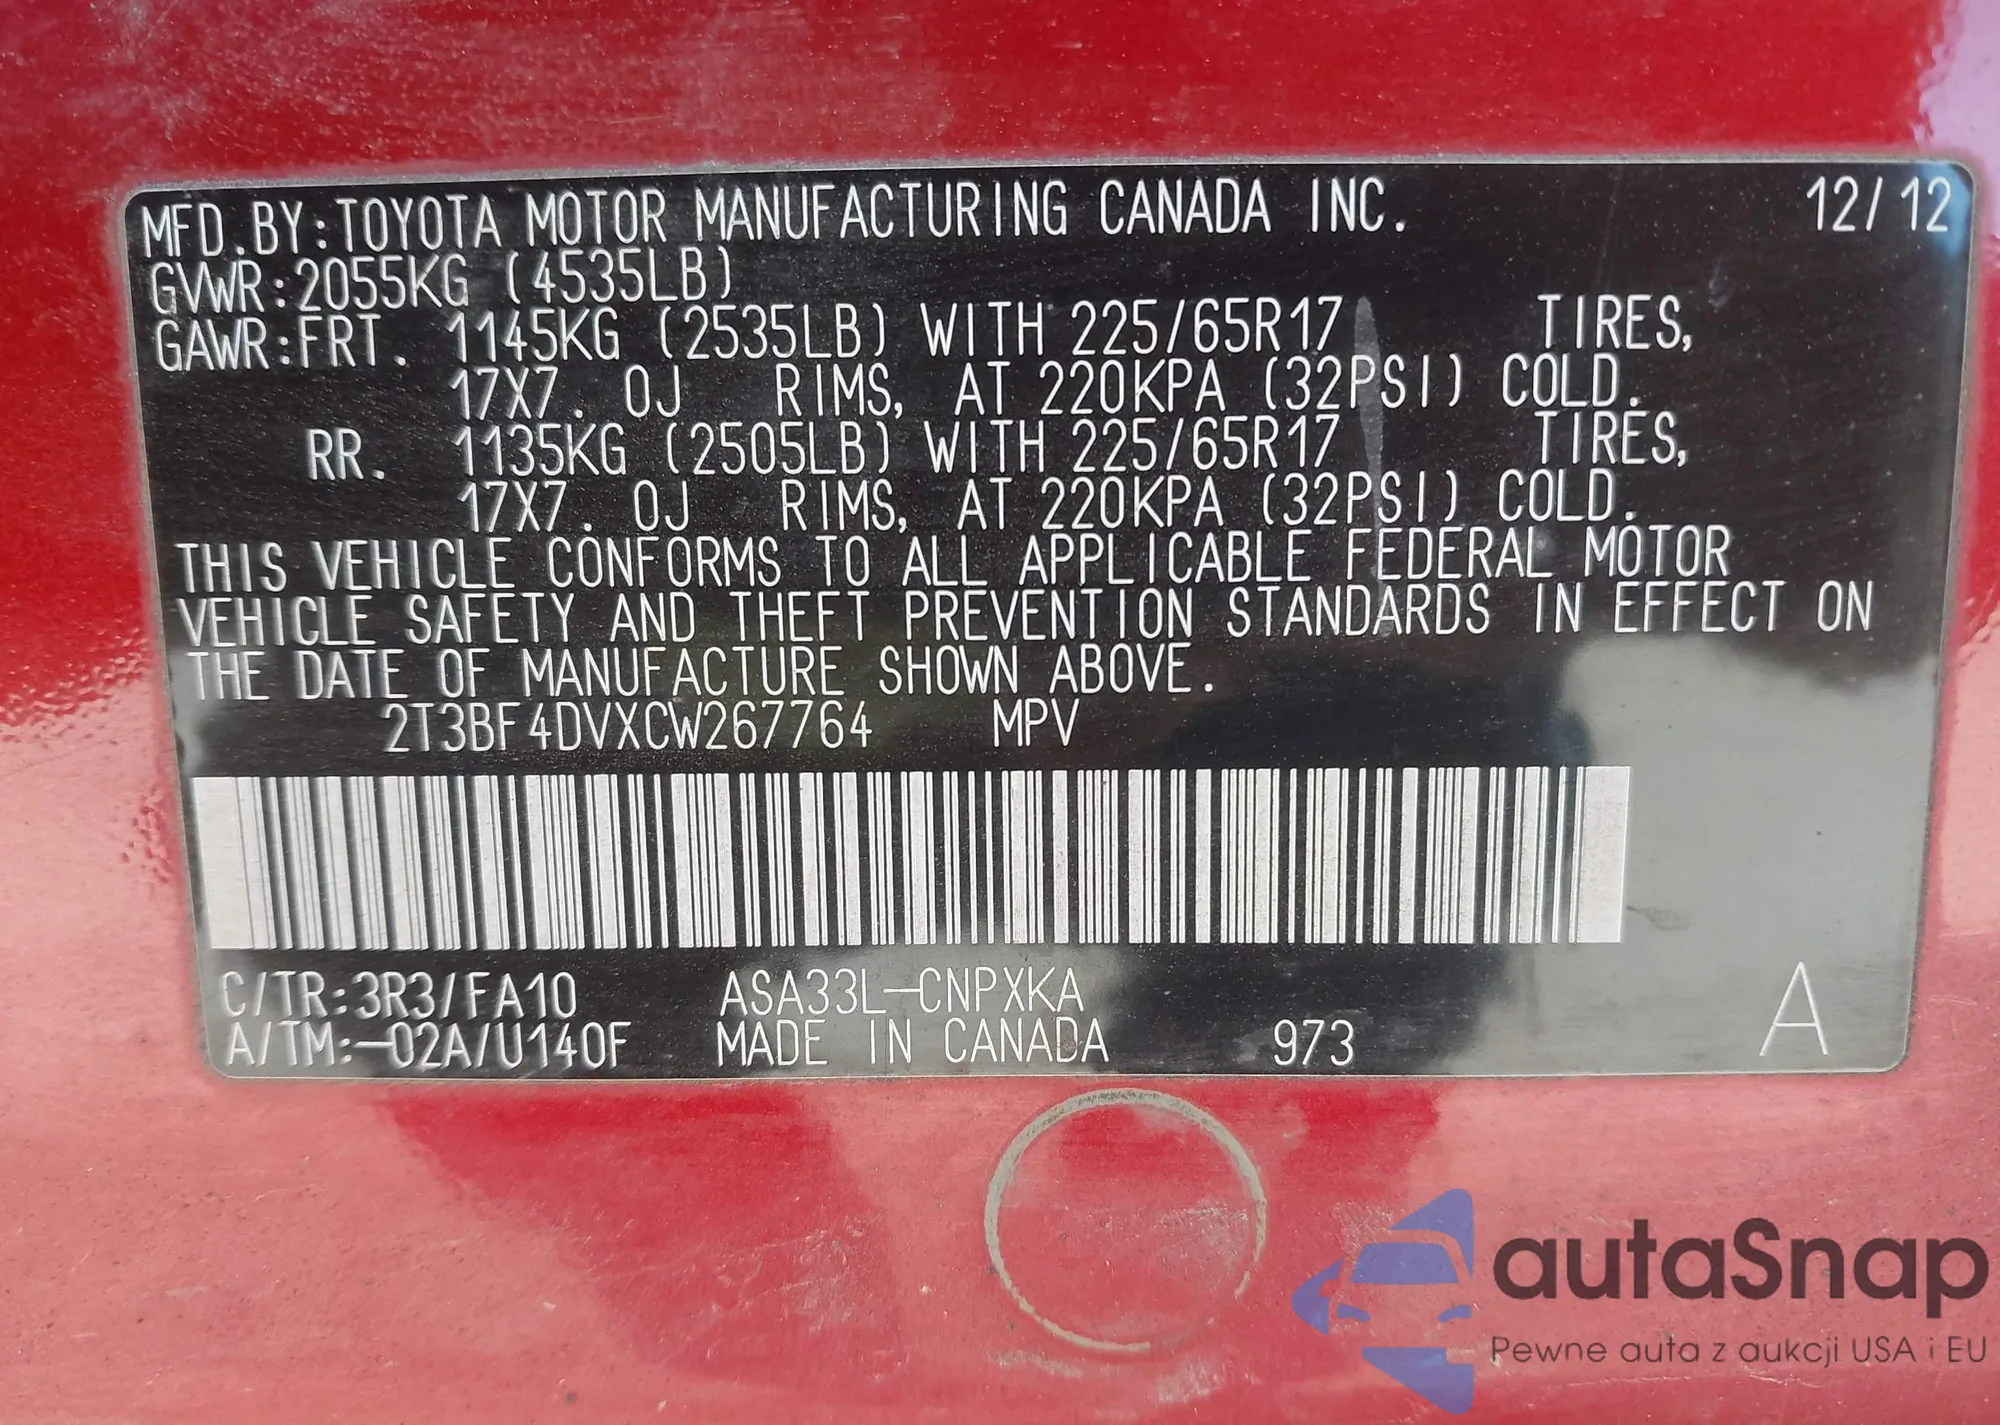 MFD.BY:TOYOTA MOTOR MANUFACTURING CANADA INC. 12/12
GVWR:2055KG (4535LB)
GAWR:FRT. 1145KG (2535LB) WITH 225/65R17 TIRES,
17X7.0J RIMS, AT 220KPA (32PSI) COLD.
RR. 1135KG (2505LB) WITH 225/65R17 TIRES,
17X7.0J RIMS, AT 220KPA (32PSI) COLD.
THIS VEHICLE CONFORMS TO ALL APPLICABLE FEDERAL MOTOR
VEHICLE SAFETY AND THEFT PREVENTION STANDARDS IN EFFECT ON
THE DATE OF MANUFACTURE SHOWN ABOVE.
2T3BF4DVXCW267764 MPV
C/TR:3R3/FA10 ASA33L-CNPXKA
A/TM:-02A/U140F MADE IN CANADA 973 A
autaSnap
Pewne auta z aukcji USA i EU